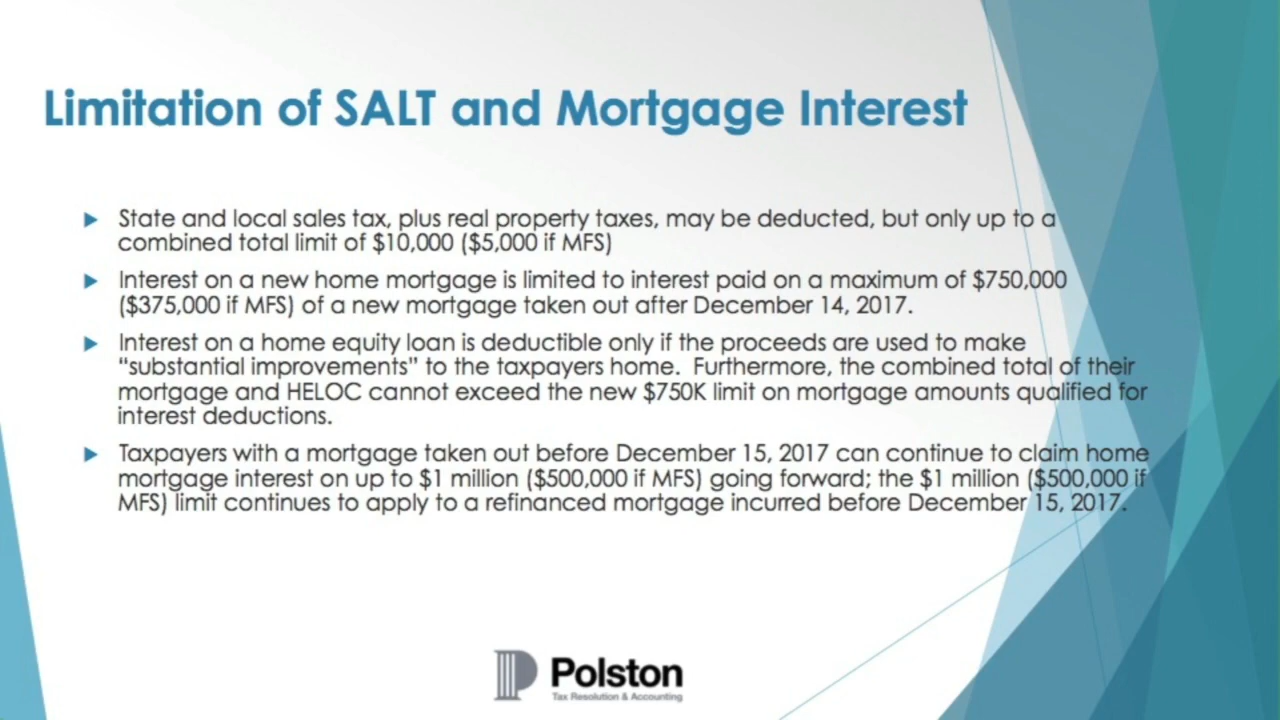 Limitation of SALT and Mortgage Interest
State and local sales tax, plus real property taxes, may be deducted, but only up to a
combined total limit of $10,000 ($5,000 if MFS)
Interest on a new home mortgage is limited to interest paid on a maximum of $750,000
($375,000 if MFS) of a new mortgage taken out after December 14, 2017.
Interest on a home equity loan is deductible only if the proceeds are used to make
“substantial improvements” to the taxpayers home.  Furthermore, the combined total of their
mortgage and HELOC cannot exceed the new $750K limit on mortgage amounts qualified for
interest deductions.
Taxpayers with a mortgage taken out before December 15, 2017 can continue to claim home
mortgage interest on up to $1 million ($500,000 if MFS) going forward; the $1 million ($500,000 if
MFS) limit continues to apply to a refinanced mortgage incurred before December 15, 2017.
Polston
Tax Resolution & Accounting